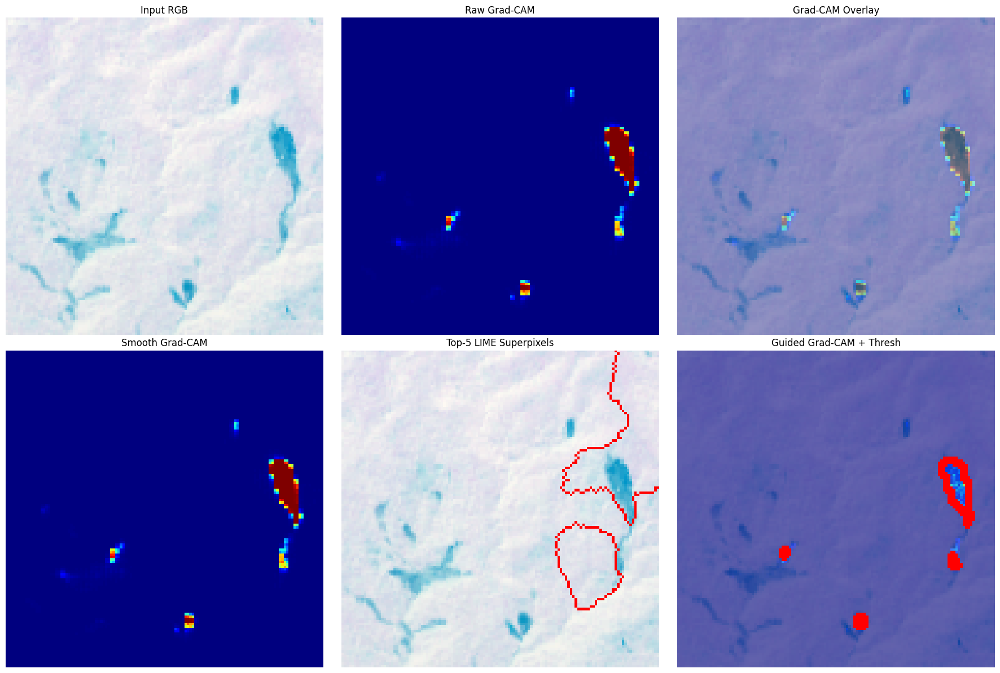 Input RGB
Raw Grad-CAM
Grad-CAM Overlay
Smooth Grad-CAM
Top-5 LIME Superpixels
Guided Grad-CAM + Thresh